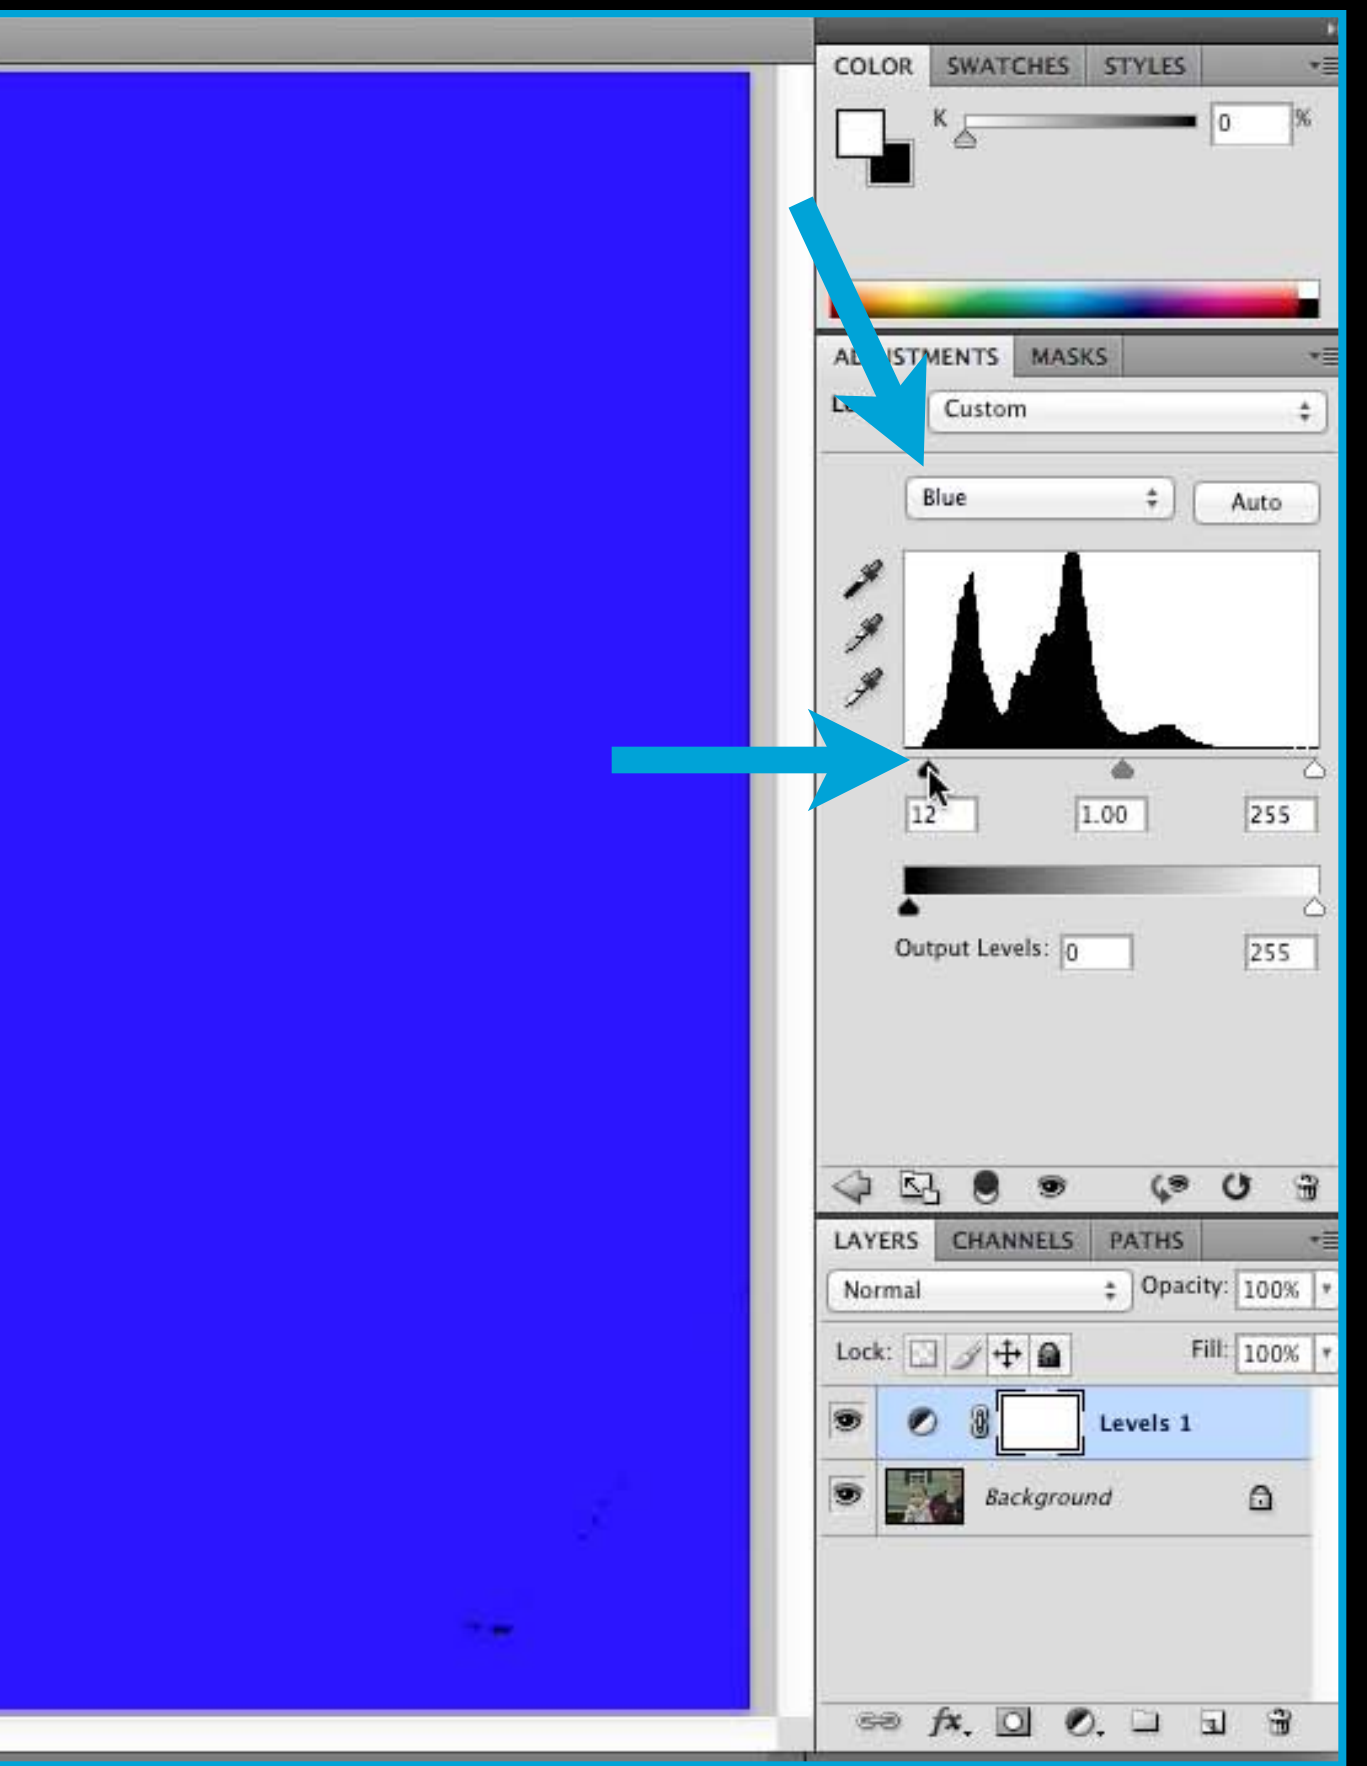 COLOR SWATCHES STYLES
K 0 %
MASKS
Custom
Blue Auto
12 1.00 255
Output Levels: 0 255
LAYERS CHANNELS PATHS
Normal Opacity: 100%
Lock: Fill: 100%
Levels 1
Background
fx.